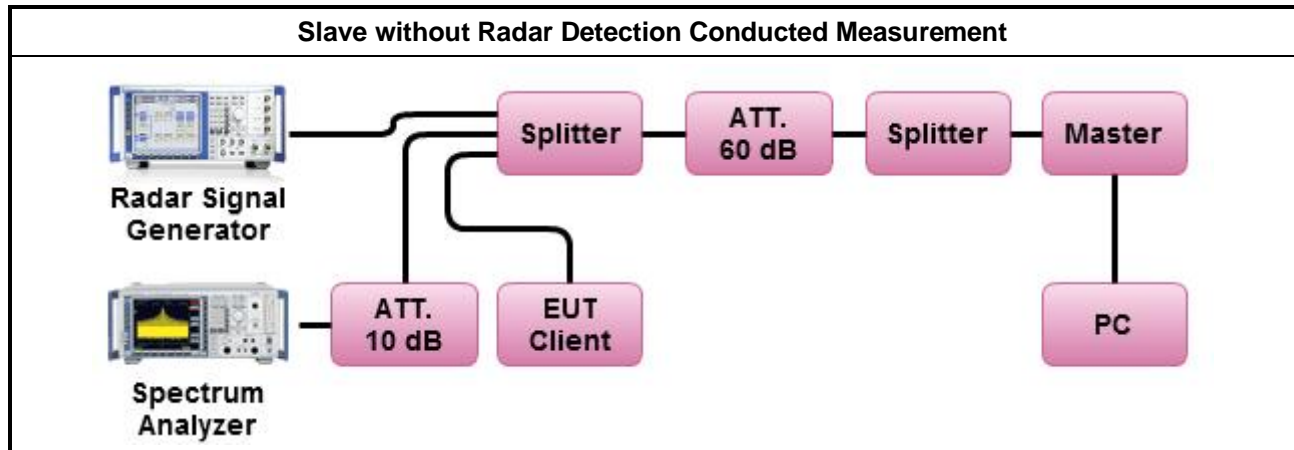 Slave without Radar Detection Conducted Measurement
Radar Signal
Generator
Splitter
ATT.
60 dB
Splitter
Master
Spectrum
Analyzer
ATT.
10 dB
EUT
Client
PC